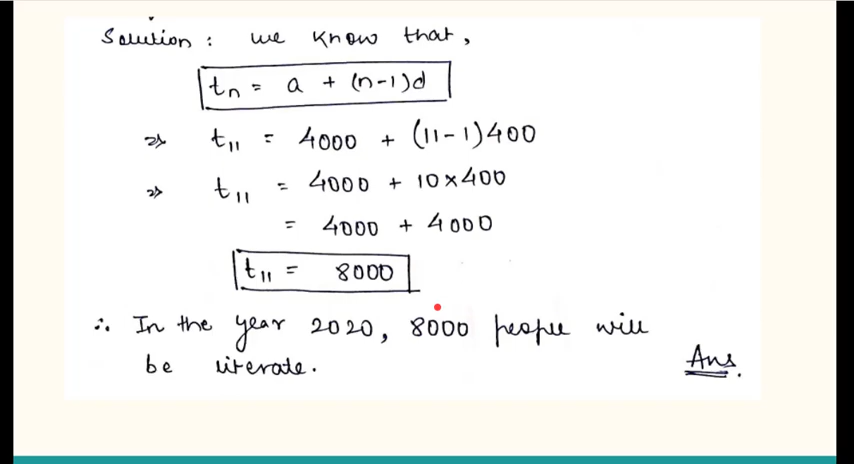 Solution : we know that,
tn = a + (n-1)d
⇒ t11 = 4000 + (11-1)400
⇒ t11 = 4000 + 10×400
= 4000 + 4000
t11 = 8000
∴ In the year 2020, 8000 people will
be literate.
Ans.